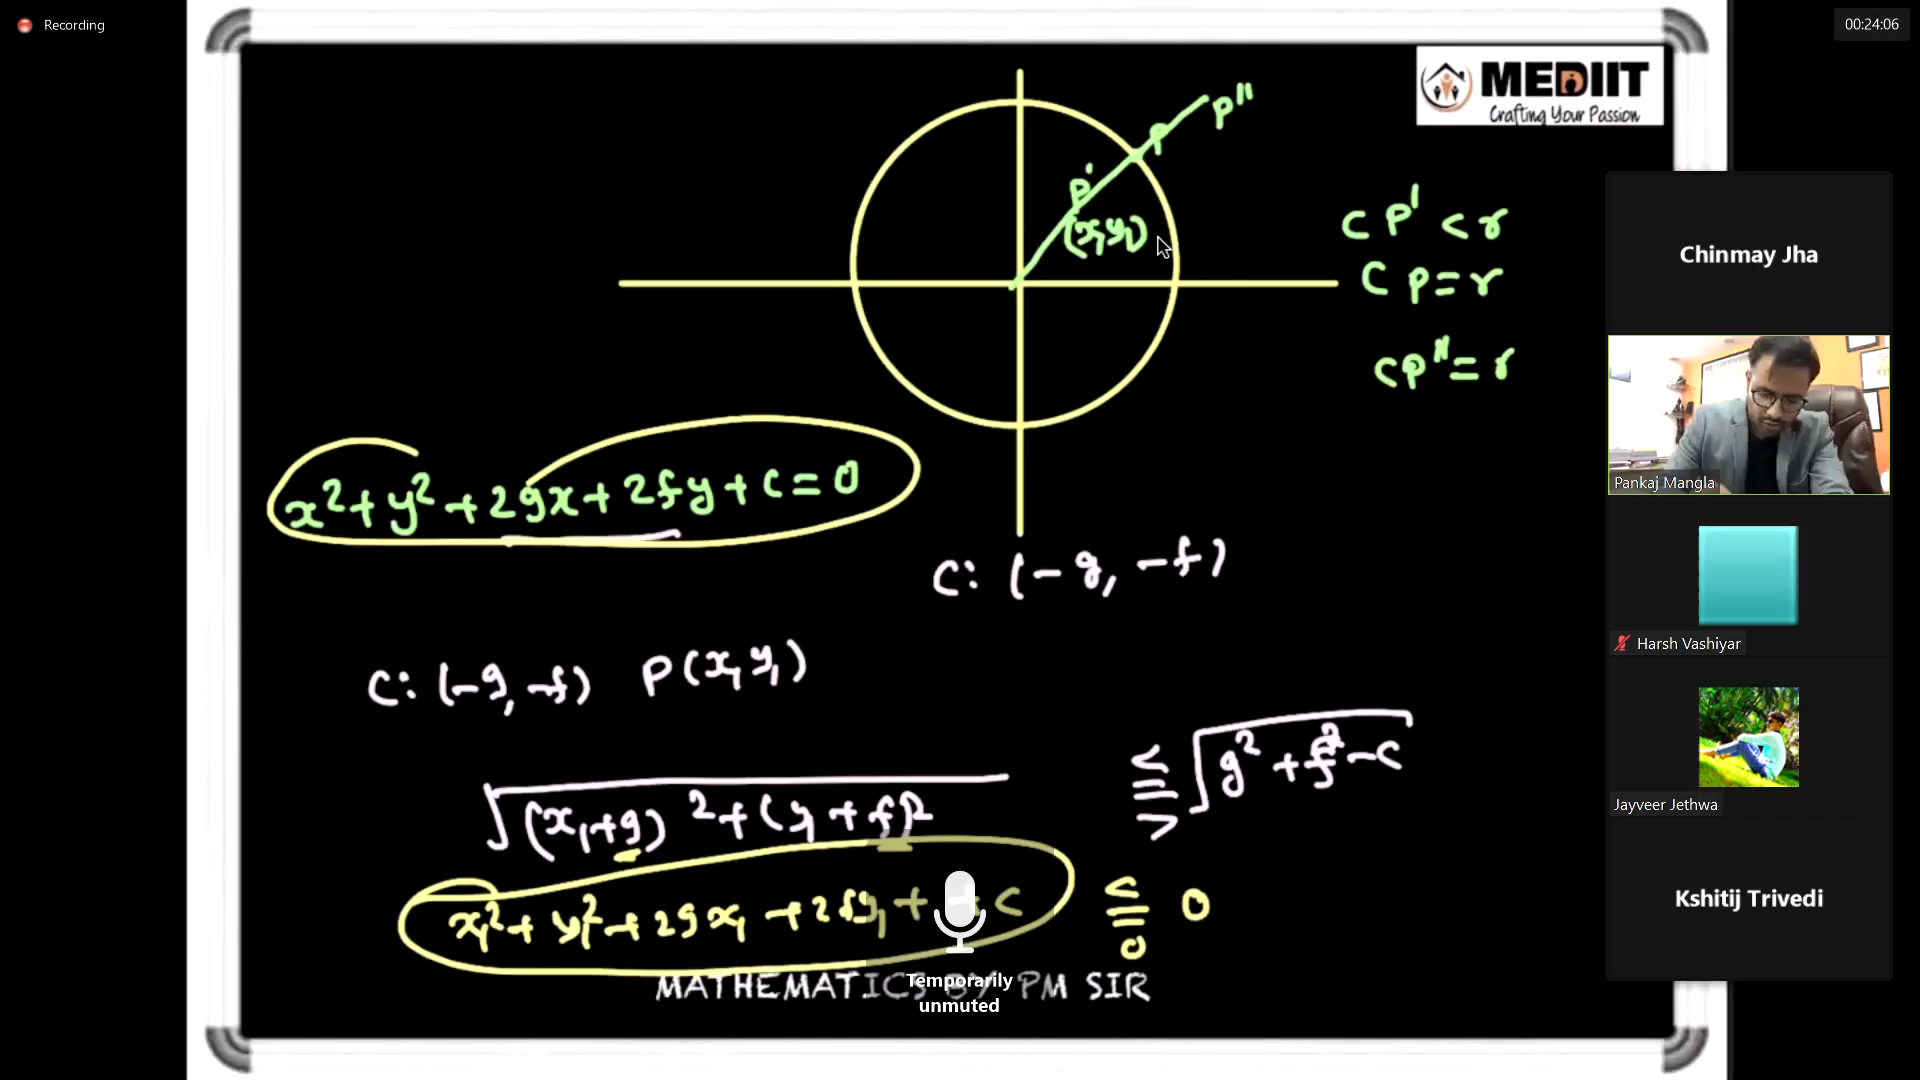 Recording
00:24:06
MEDIIT
Crafting Your Passion
P''
P
P'
(x₁y₁)
CP' < r
CP = r
CP'' = r
x² + y² + 2gx + 2fy + c = 0
C: (-g, -f)
C: (-g, -f) P(x₁ y₁)
√((x₁+g)² + (y + f)²) <=> √(g² + f² - c)
x₁² + y₁² + 2gx₁ + 2fy₁ + c
0
Temporarily
unmuted
MATHEMATICS BY PM SIR
Chinmay Jha
Pankaj Mangla
Harsh Vashiyar
Jayveer Jethwa
Kshitij Trivedi